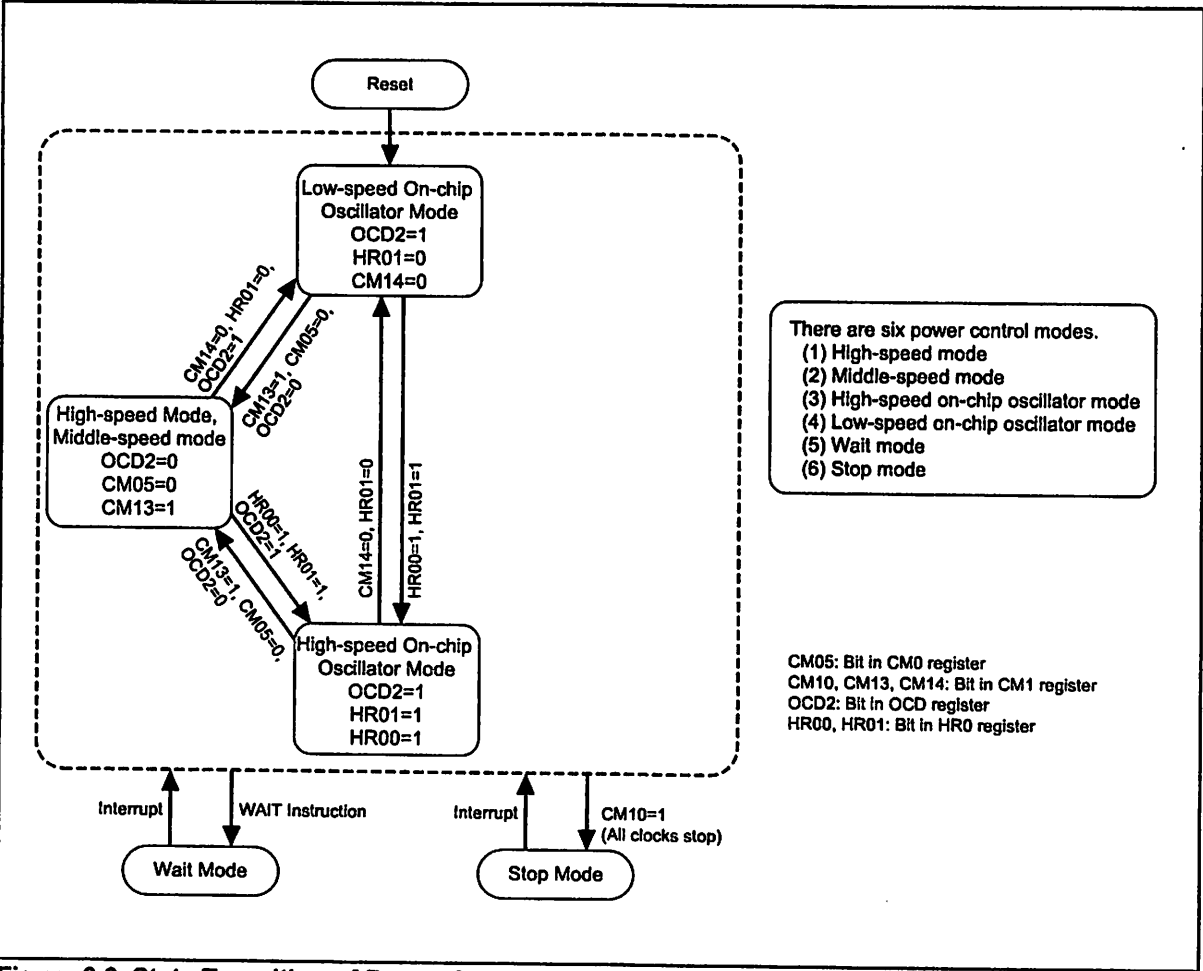 Reset
Low-speed On-chip
Oscillator Mode
OCD2=1
HR01=0
CM14=0
CM14=0, HR01=0,
OCD2=1
CM13=1, CM05=0,
OCD2=0
High-speed Mode,
Middle-speed mode
OCD2=0
CM05=0
CM13=1
HR00=1, HR01=1,
OCD2=1
CM13=1, CM05=0,
OCD2=0
CM14=0, HR01=0
HR00=1, HR01=1
High-speed On-chip
Oscillator Mode
OCD2=1
HR01=1
HR00=1
There are six power control modes.
(1) High-speed mode
(2) Middle-speed mode
(3) High-speed on-chip oscillator mode
(4) Low-speed on-chip oscillator mode
(5) Wait mode
(6) Stop mode
CM05: Bit in CM0 register
CM10, CM13, CM14: Bit in CM1 register
OCD2: Bit in OCD register
HR00, HR01: Bit in HR0 register
Interrupt
WAIT Instruction
Interrupt
CM10=1
(All clocks stop)
Wait Mode
Stop Mode